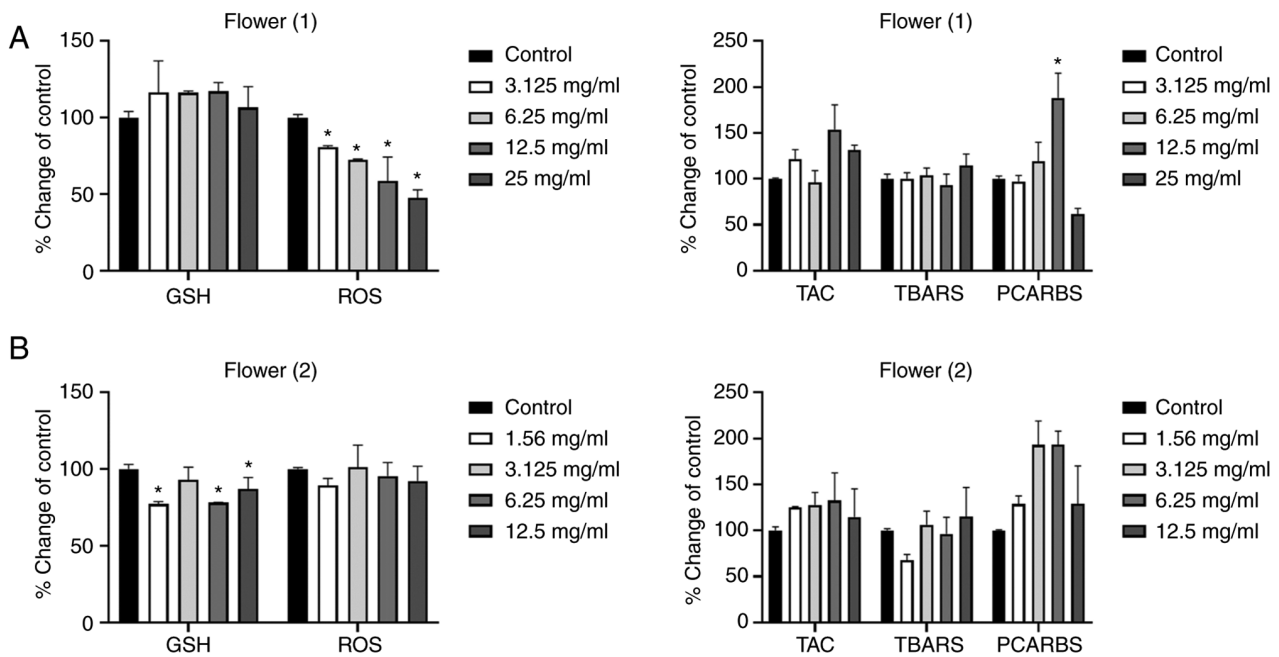 A
Flower (1)
% Change of control
150
100
50
0
* * * *
GSH ROS
Control
3.125 mg/ml
6.25 mg/ml
12.5 mg/ml
25 mg/ml
Flower (1)
% Change of control
250
200
150
100
50
0
*
TAC TBARS PCARBS
Control
3.125 mg/ml
6.25 mg/ml
12.5 mg/ml
25 mg/ml
B
Flower (2)
% Change of control
150
100
50
0
* * *
GSH ROS
Control
1.56 mg/ml
3.125 mg/ml
6.25 mg/ml
12.5 mg/ml
Flower (2)
% Change of control
250
200
150
100
50
0
TAC TBARS PCARBS
Control
1.56 mg/ml
3.125 mg/ml
6.25 mg/ml
12.5 mg/ml